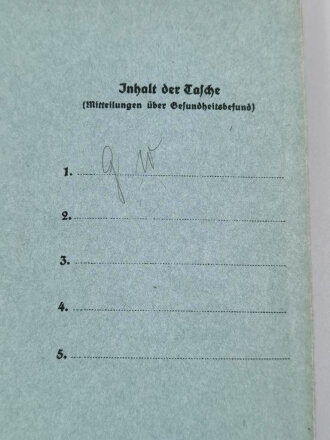 Inhalt der Tasche
(Mitteilungen über Gesundheitsbefund)
1. g w
2.
3.
4.
5.